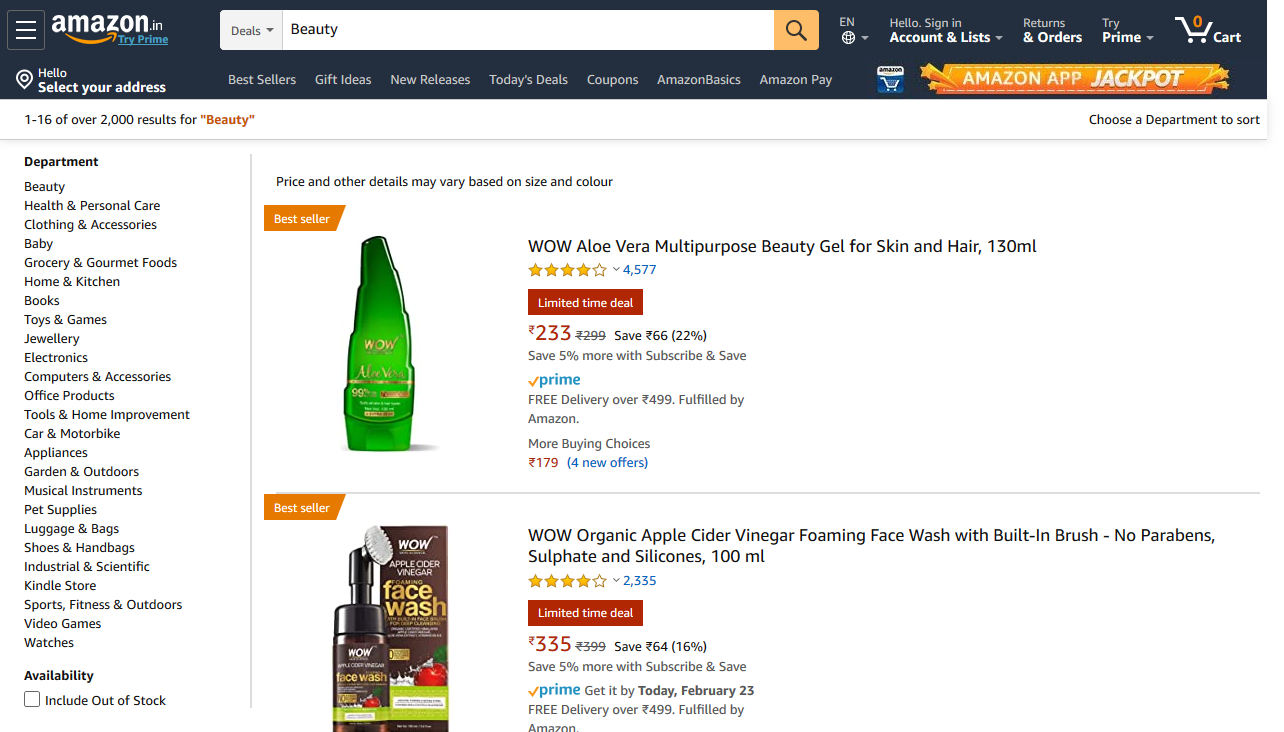 amazon.in
Try Prime
Deals
Beauty
EN
Hello. Sign in
Account & Lists
Returns
& Orders
Try
Prime
0
Cart
Hello
Select your address
Best Sellers
Gift Ideas
New Releases
Today's Deals
Coupons
AmazonBasics
Amazon Pay
amazon
AMAZON APP JACKPOT
1-16 of over 2,000 results for "Beauty"
Choose a Department to sort
Department
Beauty
Health & Personal Care
Clothing & Accessories
Baby
Grocery & Gourmet Foods
Home & Kitchen
Books
Toys & Games
Jewellery
Electronics
Computers & Accessories
Office Products
Tools & Home Improvement
Car & Motorbike
Appliances
Garden & Outdoors
Musical Instruments
Pet Supplies
Luggage & Bags
Shoes & Handbags
Industrial & Scientific
Kindle Store
Sports, Fitness & Outdoors
Video Games
Watches
Availability
Include Out of Stock
Price and other details may vary based on size and colour
Best seller
WOW
Aloe Vera
99%
WOW Aloe Vera Multipurpose Beauty Gel for Skin and Hair, 130ml
4,577
Limited time deal
₹233 ₹299 Save ₹66 (22%)
Save 5% more with Subscribe & Save
prime
FREE Delivery over ₹499. Fulfilled by
Amazon.
More Buying Choices
₹179 (4 new offers)
Best seller
WOW
APPLE CIDER
VINEGAR
FOAMING
face
wash
WOW
APPLE CIDER VINEGAR
face wash
WOW Organic Apple Cider Vinegar Foaming Face Wash with Built-In Brush - No Parabens,
Sulphate and Silicones, 100 ml
2,335
Limited time deal
₹335 ₹399 Save ₹64 (16%)
Save 5% more with Subscribe & Save
prime Get it by Today, February 23
FREE Delivery over ₹499. Fulfilled by
Amazon.